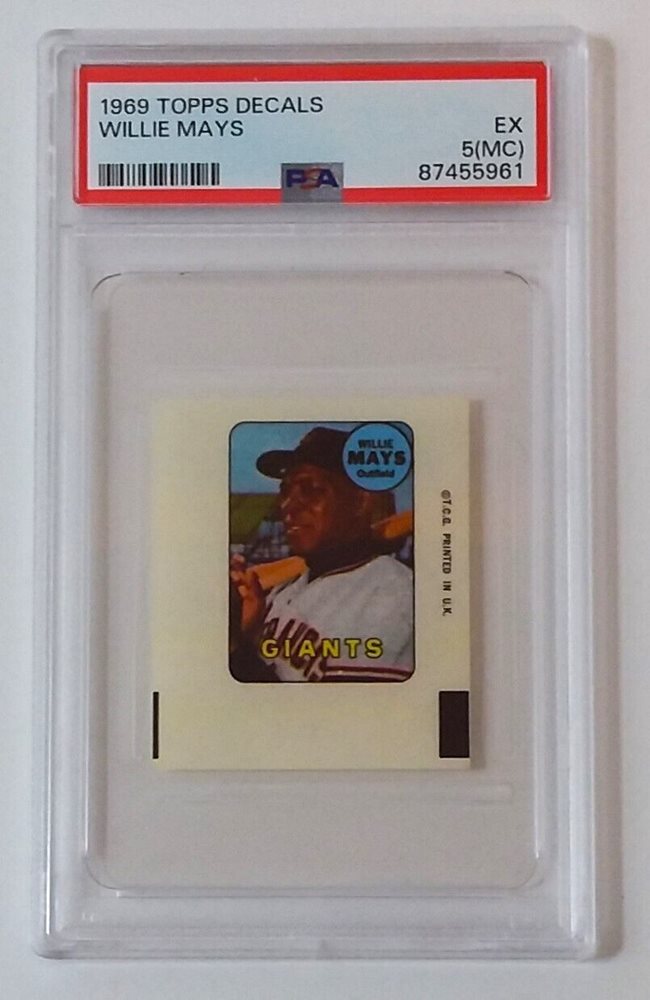 1969 TOPPS DECALS
WILLIE MAYS
EX
5(MC)
87455961
PSA
WILLIE
MAYS
Outfield
©T.C.G. PRINTED IN U.K.
GIANTS